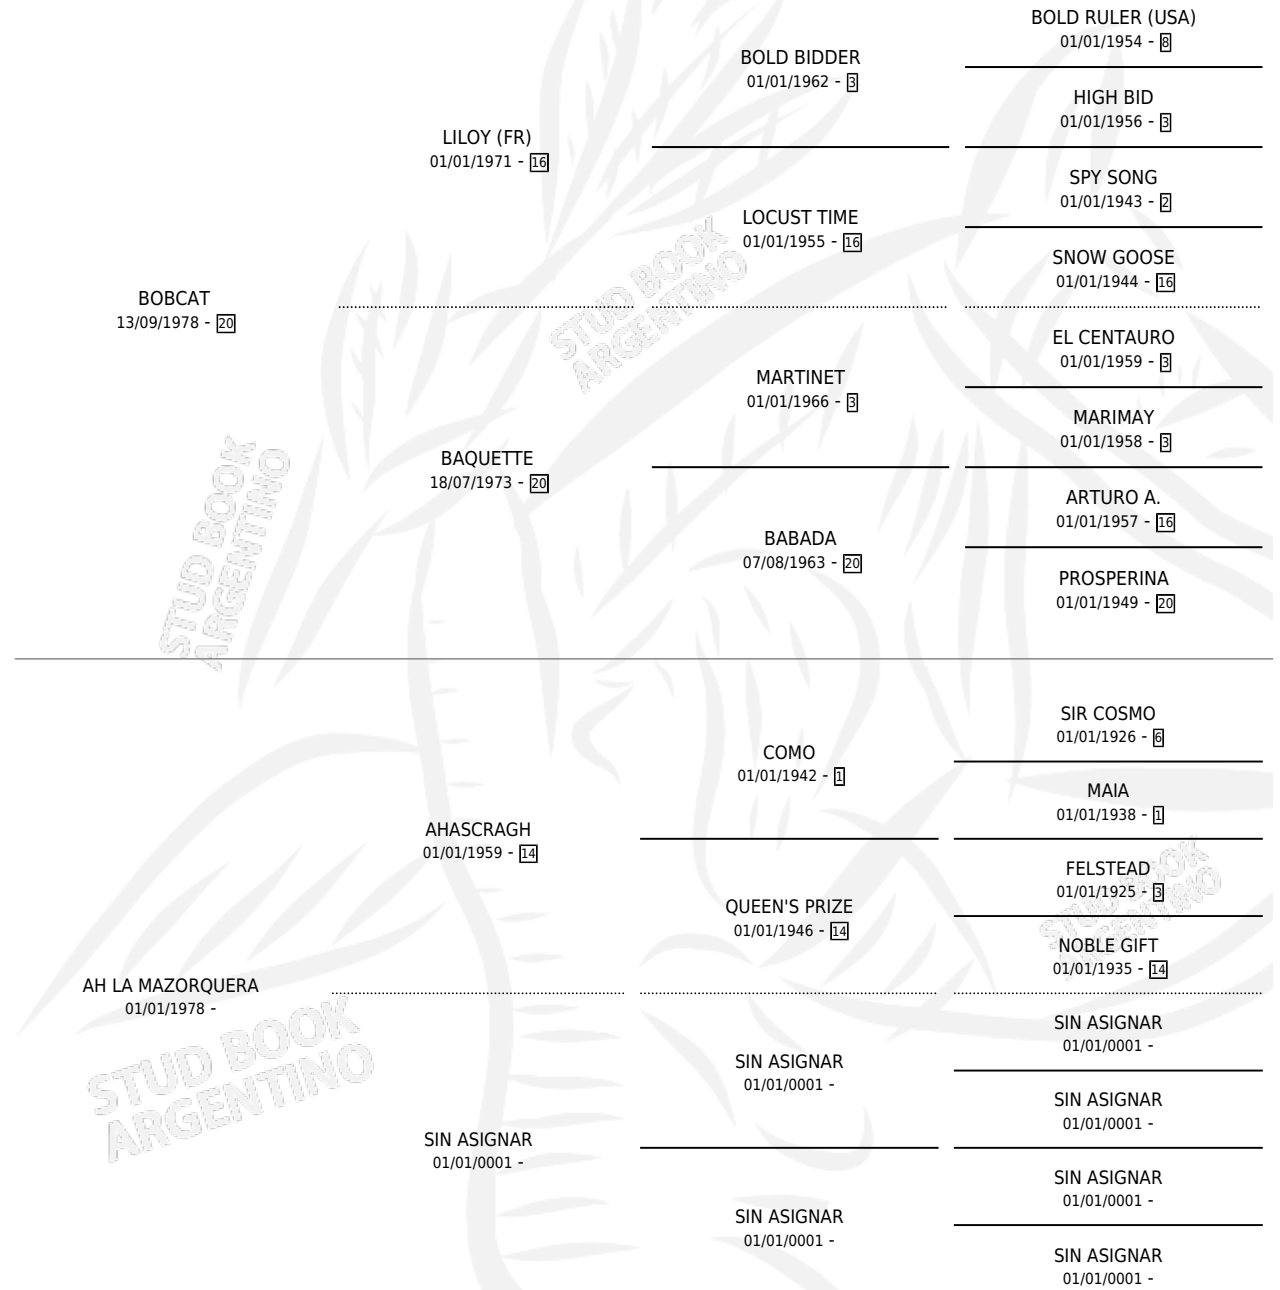 BOLD RULER (USA)
01/01/1954 - 8
BOLD BIDDER
01/01/1962 - 3
HIGH BID
01/01/1956 - 3
LILOY (FR)
01/01/1971 - 16
SPY SONG
01/01/1943 - 2
LOCUST TIME
01/01/1955 - 16
SNOW GOOSE
01/01/1944 - 16
BOBCAT
13/09/1978 - 20
EL CENTAURO
01/01/1959 - 3
MARTINET
01/01/1966 - 3
MARIMAY
01/01/1958 - 3
BAQUETTE
18/07/1973 - 20
ARTURO A.
01/01/1957 - 16
BABADA
07/08/1963 - 20
PROSPERINA
01/01/1949 - 20
STUD BOOK
ARGENTINO
STUD BOOK
ARGENTINO
SIR COSMO
01/01/1926 - 6
COMO
01/01/1942 - 1
MAIA
01/01/1938 - 1
AHASCRAGH
01/01/1959 - 14
FELSTEAD
01/01/1925 - 3
QUEEN'S PRIZE
01/01/1946 - 14
NOBLE GIFT
01/01/1935 - 14
STUD BOOK
ARGENTINO
AH LA MAZORQUERA
01/01/1978 -
SIN ASIGNAR
01/01/0001 -
SIN ASIGNAR
01/01/0001 -
SIN ASIGNAR
01/01/0001 -
SIN ASIGNAR
01/01/0001 -
SIN ASIGNAR
01/01/0001 -
SIN ASIGNAR
01/01/0001 -
SIN ASIGNAR
01/01/0001 -
STUD BOOK
ARGENTINO